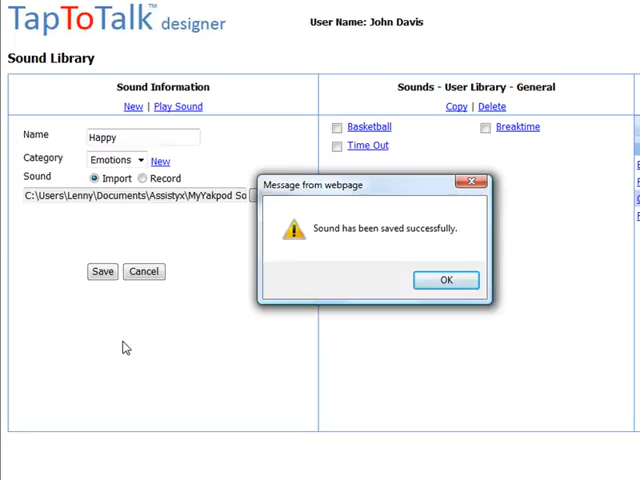 TapToTalk™ designer
User Name: John Davis
Sound Library
Sound Information
New | Play Sound
Name Happy
Category Emotions New
Sound Import Record
C:\Users\Lenny\Documents\Assistyx\MyYakpod So
Save Cancel
Sounds - User Library - General
Copy | Delete
Basketball Breaktime
Time Out
Message from webpage
Sound has been saved successfully.
OK